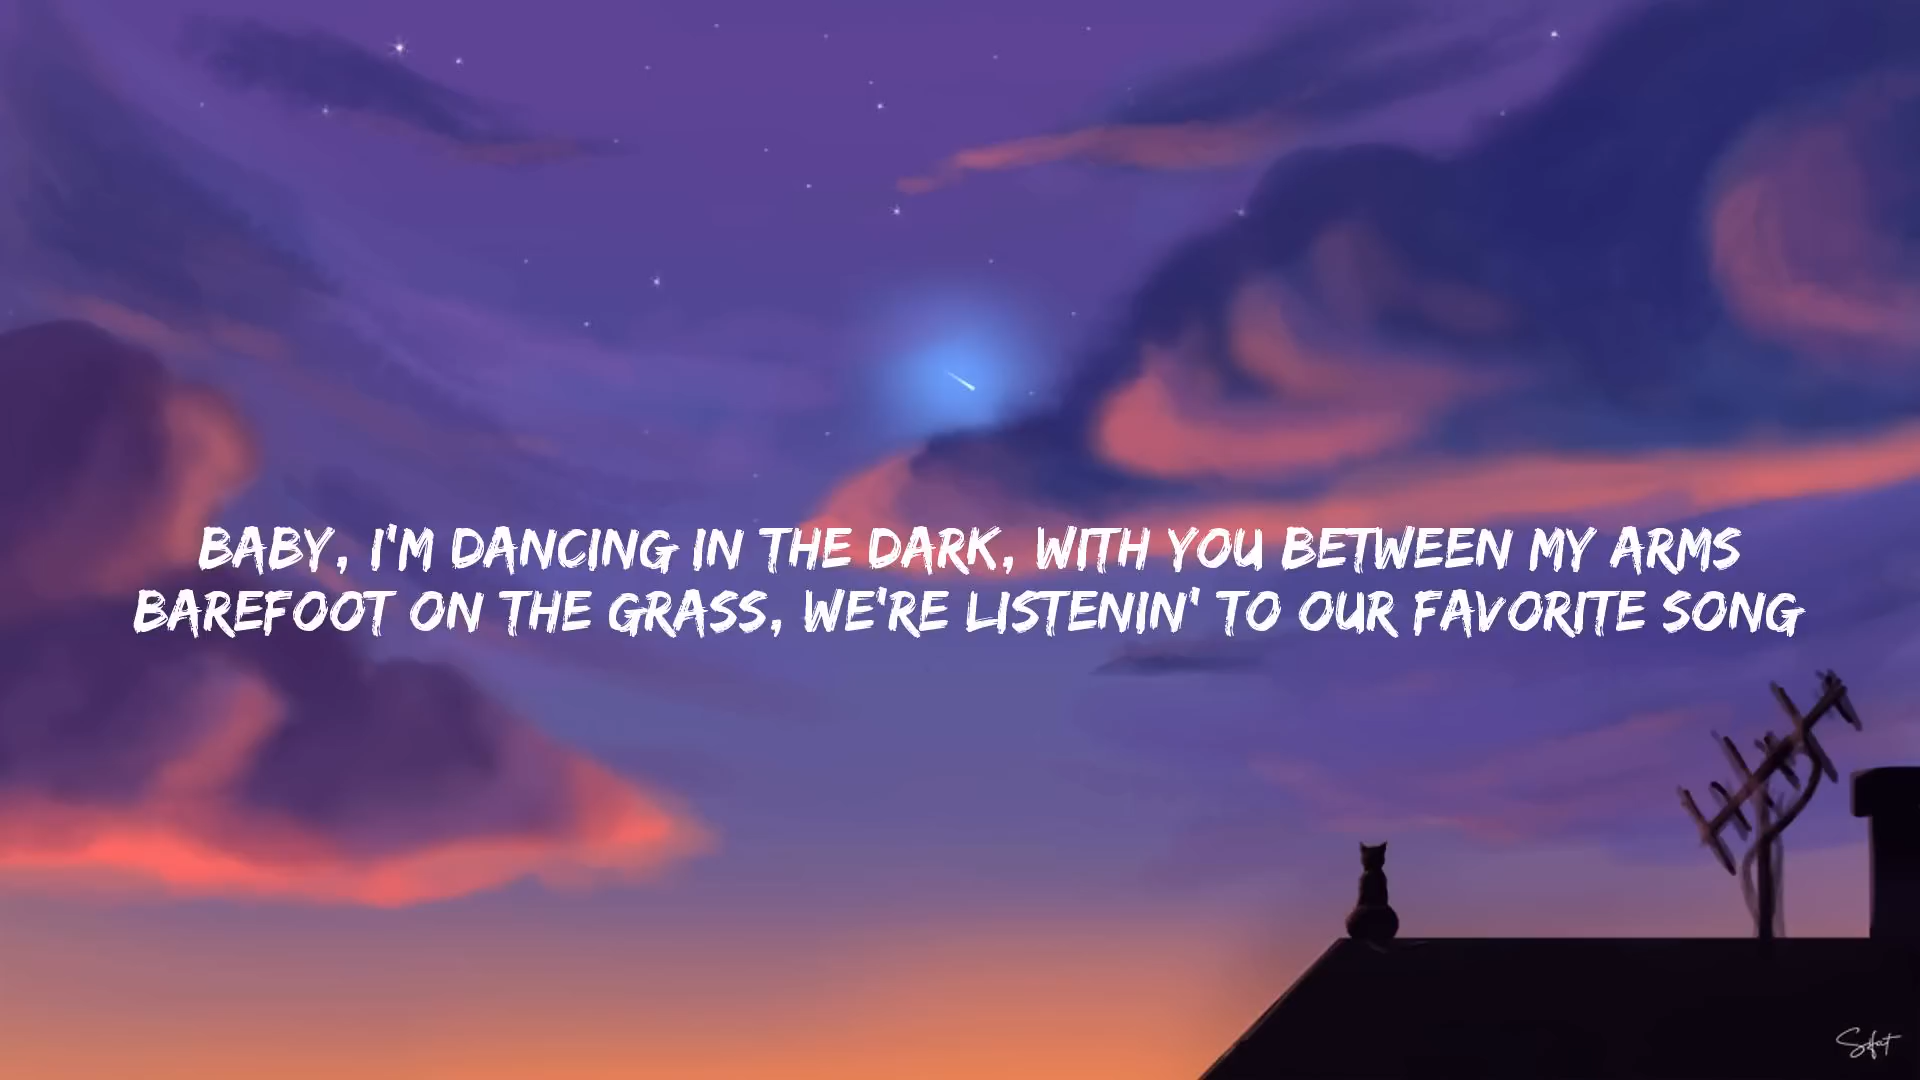 BABY, I'M DANCING IN THE DARK, WITH YOU BETWEEN MY ARMS
BAREFOOT ON THE GRASS, WE'RE LISTENIN' TO OUR FAVORITE SONG